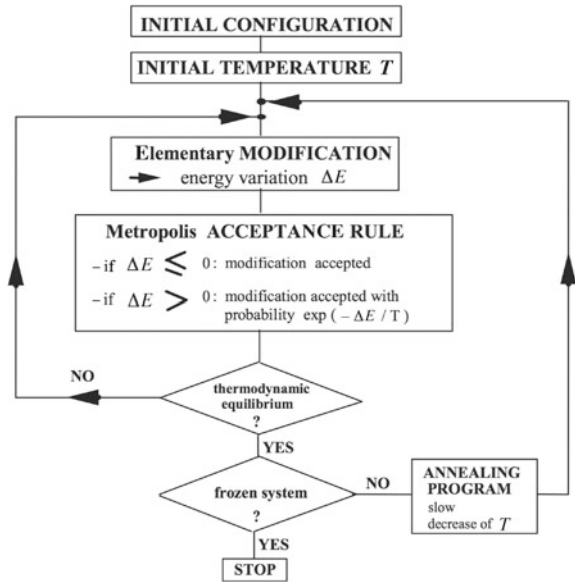 INITIAL CONFIGURATION
INITIAL TEMPERATURE T
Elementary MODIFICATION
energy variation ΔE
Metropolis ACCEPTANCE RULE
– if ΔE ≤ 0 : modification accepted
– if ΔE > 0 : modification accepted with
probability exp ( – ΔE / T )
NO
thermodynamic
equilibrium
?
YES
frozen system
?
NO
ANNEALING
PROGRAM
slow
decrease of T
YES
STOP